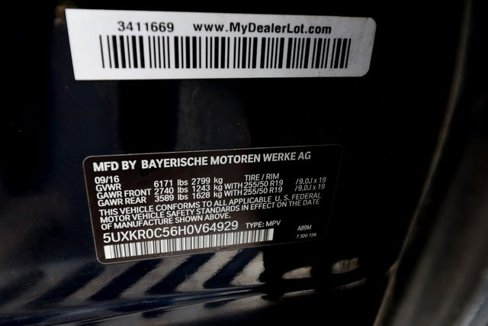 3411669 www.MyDealerLot.com
MFD BY BAYERISCHE MOTOREN WERKE AG
09/16 TIRE / RIM
GVWR 6171 lbs 2799 kg
GAWR FRONT 2740 lbs 1243 kg WITH 255/50 R19 /9.0J x 19
GAWR REAR 3589 lbs 1628 kg WITH 255/50 R19 /9.0J x 19
THIS VEHICLE CONFORMS TO ALL APPLICABLE U. S. FEDERAL
MOTOR VEHICLE SAFETY STANDARDS IN EFFECT ON THE DATE
OF MANUFACTURE SHOWN ABOVE.
5UXKR0C56H0V64929 TYPE: MPV